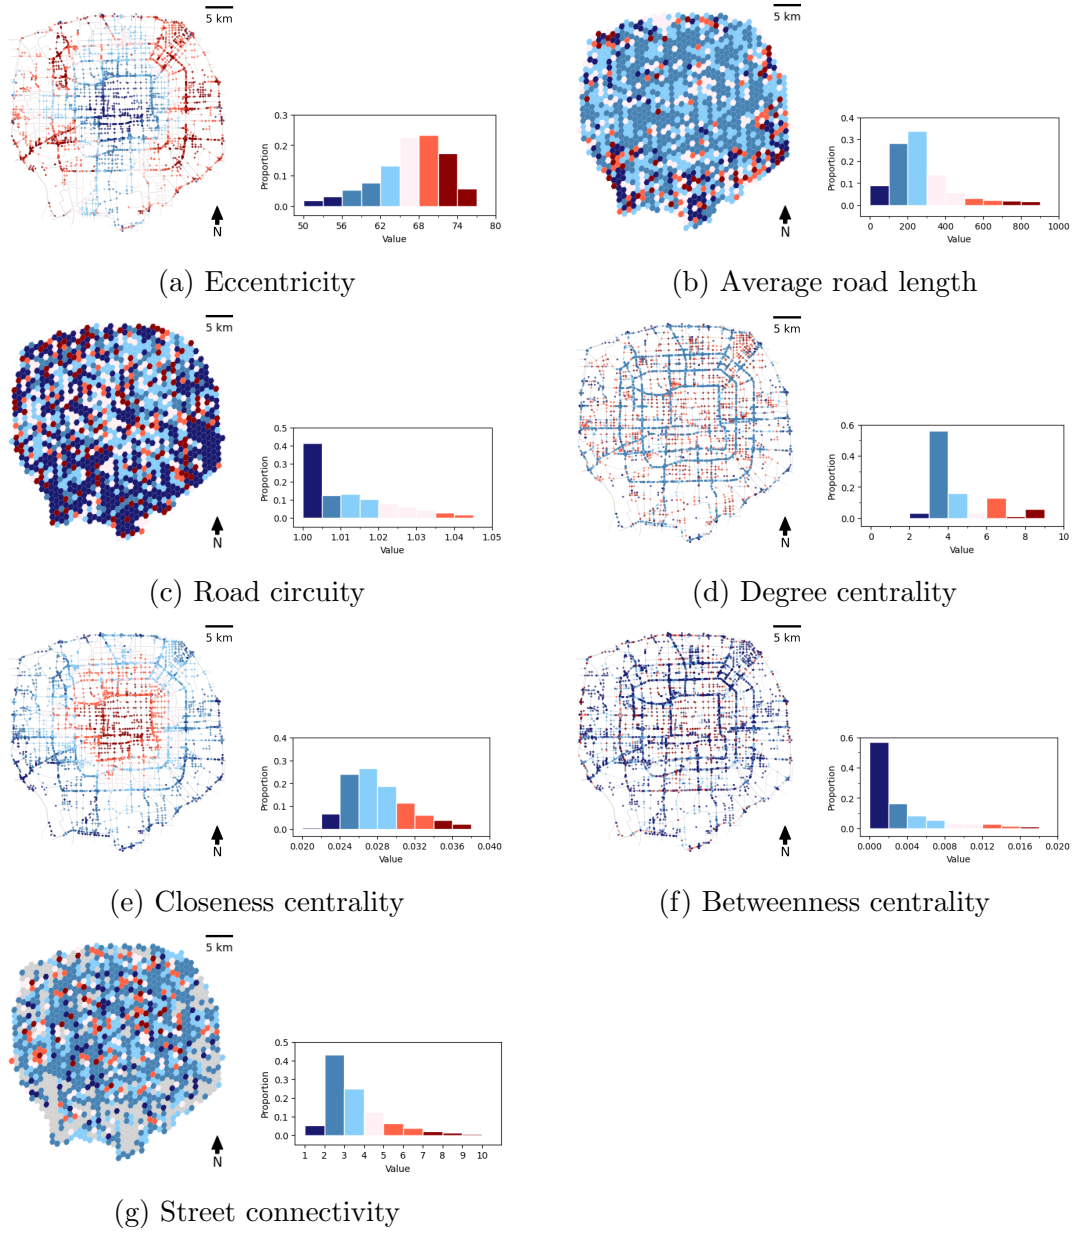 5 km
N
Proportion
0.3
0.2
0.1
0.0
50 56 62 68 74 80
Value
(a) Eccentricity
5 km
N
Proportion
0.4
0.3
0.2
0.1
0.0
0 200 400 600 800 1000
Value
(b) Average road length
5 km
N
Proportion
0.5
0.4
0.3
0.2
0.1
0.0
1.00 1.01 1.02 1.03 1.04 1.05
Value
(c) Road circuity
5 km
N
Proportion
0.6
0.4
0.2
0.0
0 2 4 6 8 10
Value
(d) Degree centrality
5 km
N
Proportion
0.4
0.3
0.2
0.1
0.0
0.020 0.024 0.028 0.032 0.036 0.040
Value
(e) Closeness centrality
5 km
N
Proportion
0.6
0.4
0.2
0.0
0.000 0.004 0.008 0.012 0.016 0.020
Value
(f) Betweenness centrality
5 km
N
Proportion
0.5
0.4
0.3
0.2
0.1
0.0
1 2 3 4 5 6 7 8 9 10
Value
(g) Street connectivity